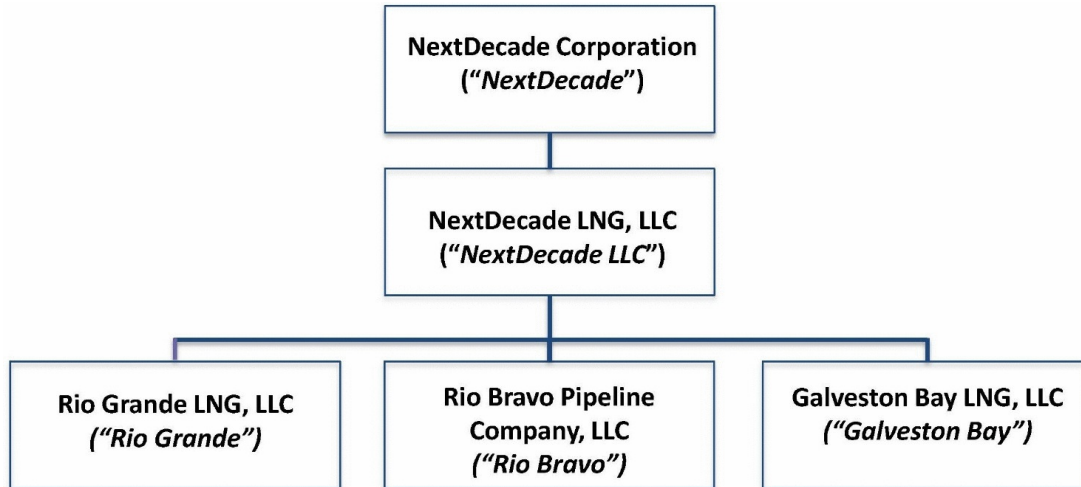 NextDecade Corporation
(“NextDecade”)
NextDecade LNG, LLC
(“NextDecade LLC”)
Rio Grande LNG, LLC
(“Rio Grande”)
Rio Bravo Pipeline
Company, LLC
(“Rio Bravo”)
Galveston Bay LNG, LLC
(“Galveston Bay”)